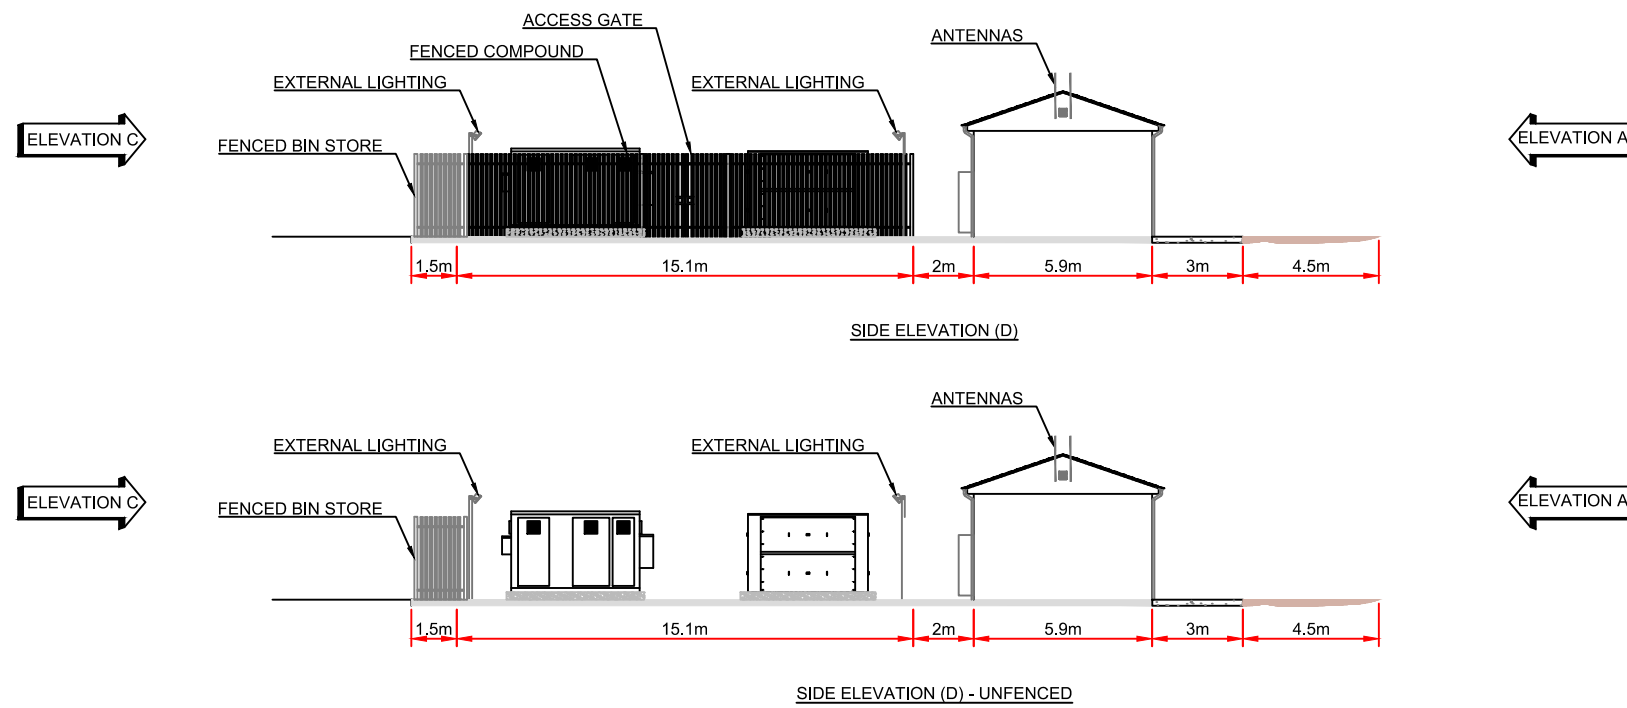 ACCESS GATE
FENCED COMPOUND
ANTENNAS
EXTERNAL LIGHTING
EXTERNAL LIGHTING
ELEVATION C
FENCED BIN STORE
ELEVATION A
1.5m
15.1m
2m
5.9m
3m
4.5m
SIDE ELEVATION (D)
ANTENNAS
EXTERNAL LIGHTING
EXTERNAL LIGHTING
ELEVATION C
FENCED BIN STORE
ELEVATION A
1.5m
15.1m
2m
5.9m
3m
4.5m
SIDE ELEVATION (D) - UNFENCED